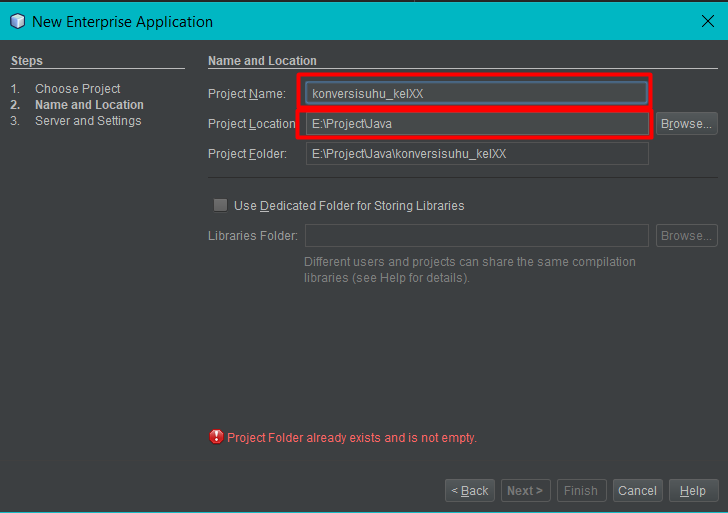 New Enterprise Application
Steps
1. Choose Project
2. Name and Location
3. Server and Settings
Name and Location
Project Name: konversisuhu_kelXX
Project Location E:\Project\Java Browse...
Project Folder: E:\Project\Java\konversisuhu_kelXX
Use Dedicated Folder for Storing Libraries
Libraries Folder: Browse...
Different users and projects can share the same compilation
libraries (see Help for details).
Project Folder already exists and is not empty.
< Back Next > Finish Cancel Help